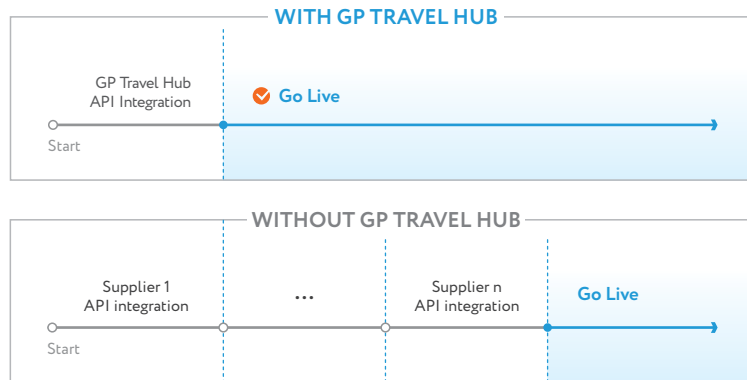 WITH GP TRAVEL HUB
GP Travel Hub
API Integration
Go Live
Start
WITHOUT GP TRAVEL HUB
Supplier 1
API integration
...
Supplier n
API integration
Go Live
Start